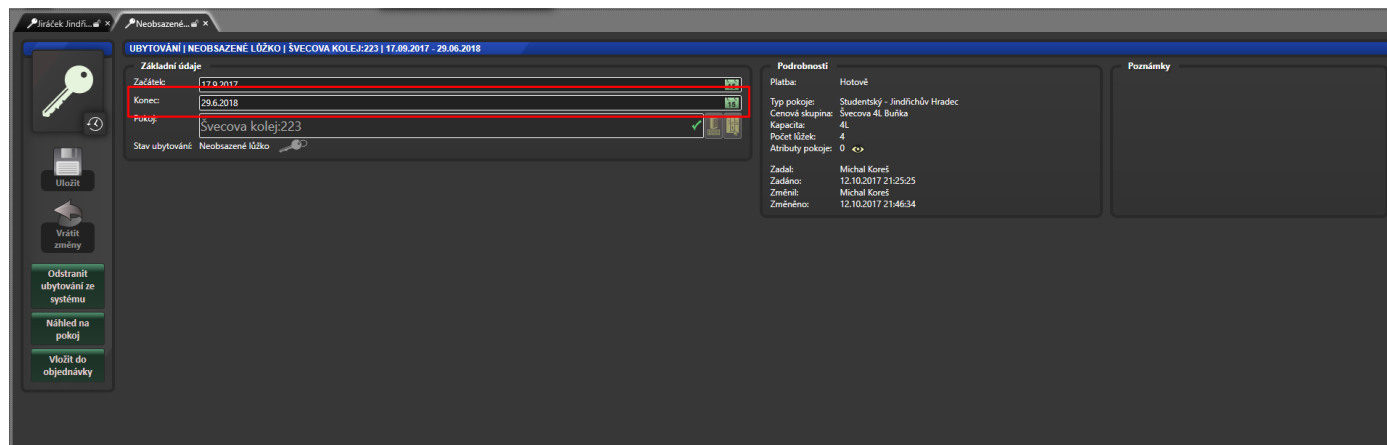 Jiráček Jindři... × Neobsazené... ×
UBYTOVÁNÍ | NEOBSAZENÉ LŮŽKO | ŠVECOVA KOLEJ:223 | 17.09.2017 - 29.06.2018
Základní údaje
Začátek: 17.9.2017
Konec: 29.6.2018
16
Pokoj: Švecova kolej:223
Stav ubytování: Neobsazené lůžko
Podrobnosti
Platba: Hotově
Typ pokoje: Studentský - Jindřichův Hradec
Cenová skupina: Švecova 4L Buňka
Kapacita: 4L
Počet lůžek: 4
Atributy pokoje: 0
Zadal: Michal Koreš
Zadáno: 12.10.2017 21:25:25
Změnil: Michal Koreš
Změněno: 12.10.2017 21:46:34
Poznámky
Uložit
Vrátit
změny
Odstranit
ubytování ze
systému
Náhled na
pokoj
Vložit do
objednávky